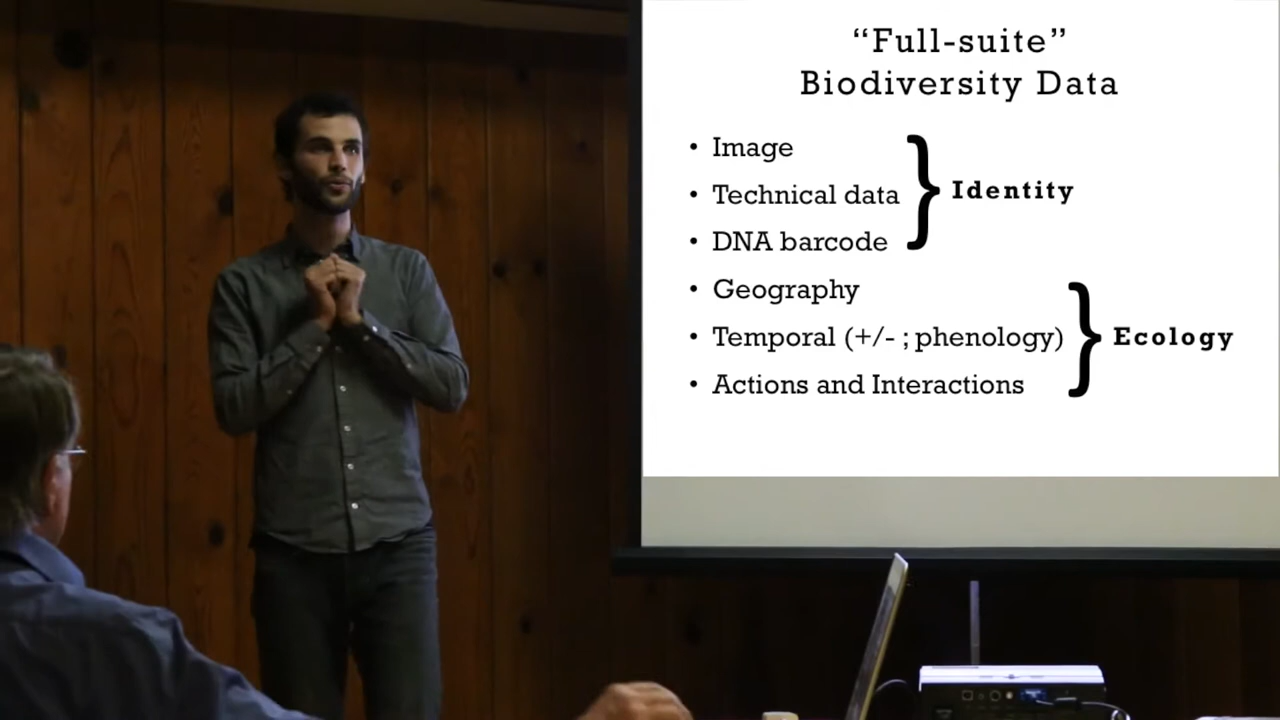 “Full-suite”
Biodiversity Data
• Image
• Technical data
• DNA barcode
} Identity
• Geography
• Temporal (+/- ; phenology)
• Actions and Interactions
} Ecology